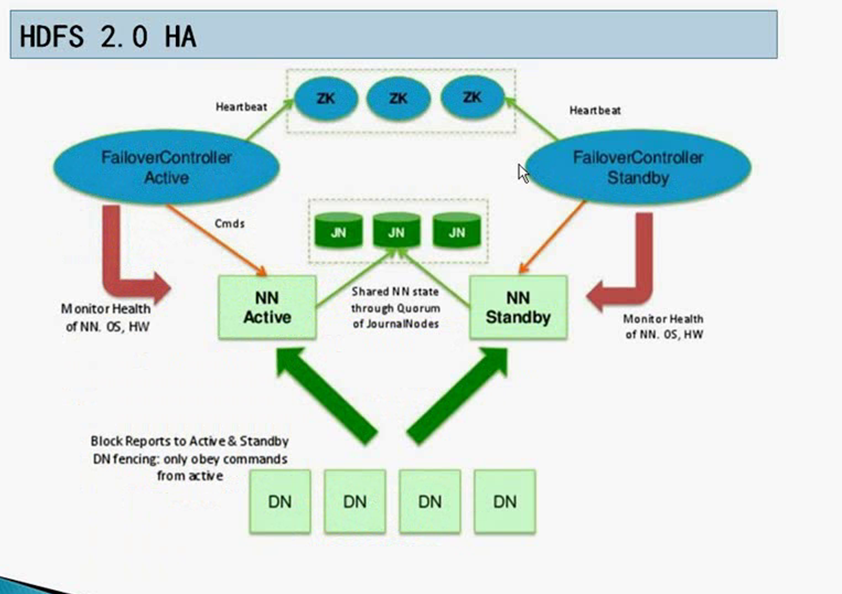 HDFS 2.0 HA
ZK ZK ZK
Heartbeat
Heartbeat
FailoverController
Active
FailoverController
Standby
Cmds
JN JN JN
Monitor Health
of NN. OS, HW
NN
Active
Shared NN state
through Quorum
of JournalNodes
NN
Standby
Monitor Health
of NN. OS, HW
Block Reports to Active & Standby
DN fencing: only obey commands
from active
DN DN DN DN